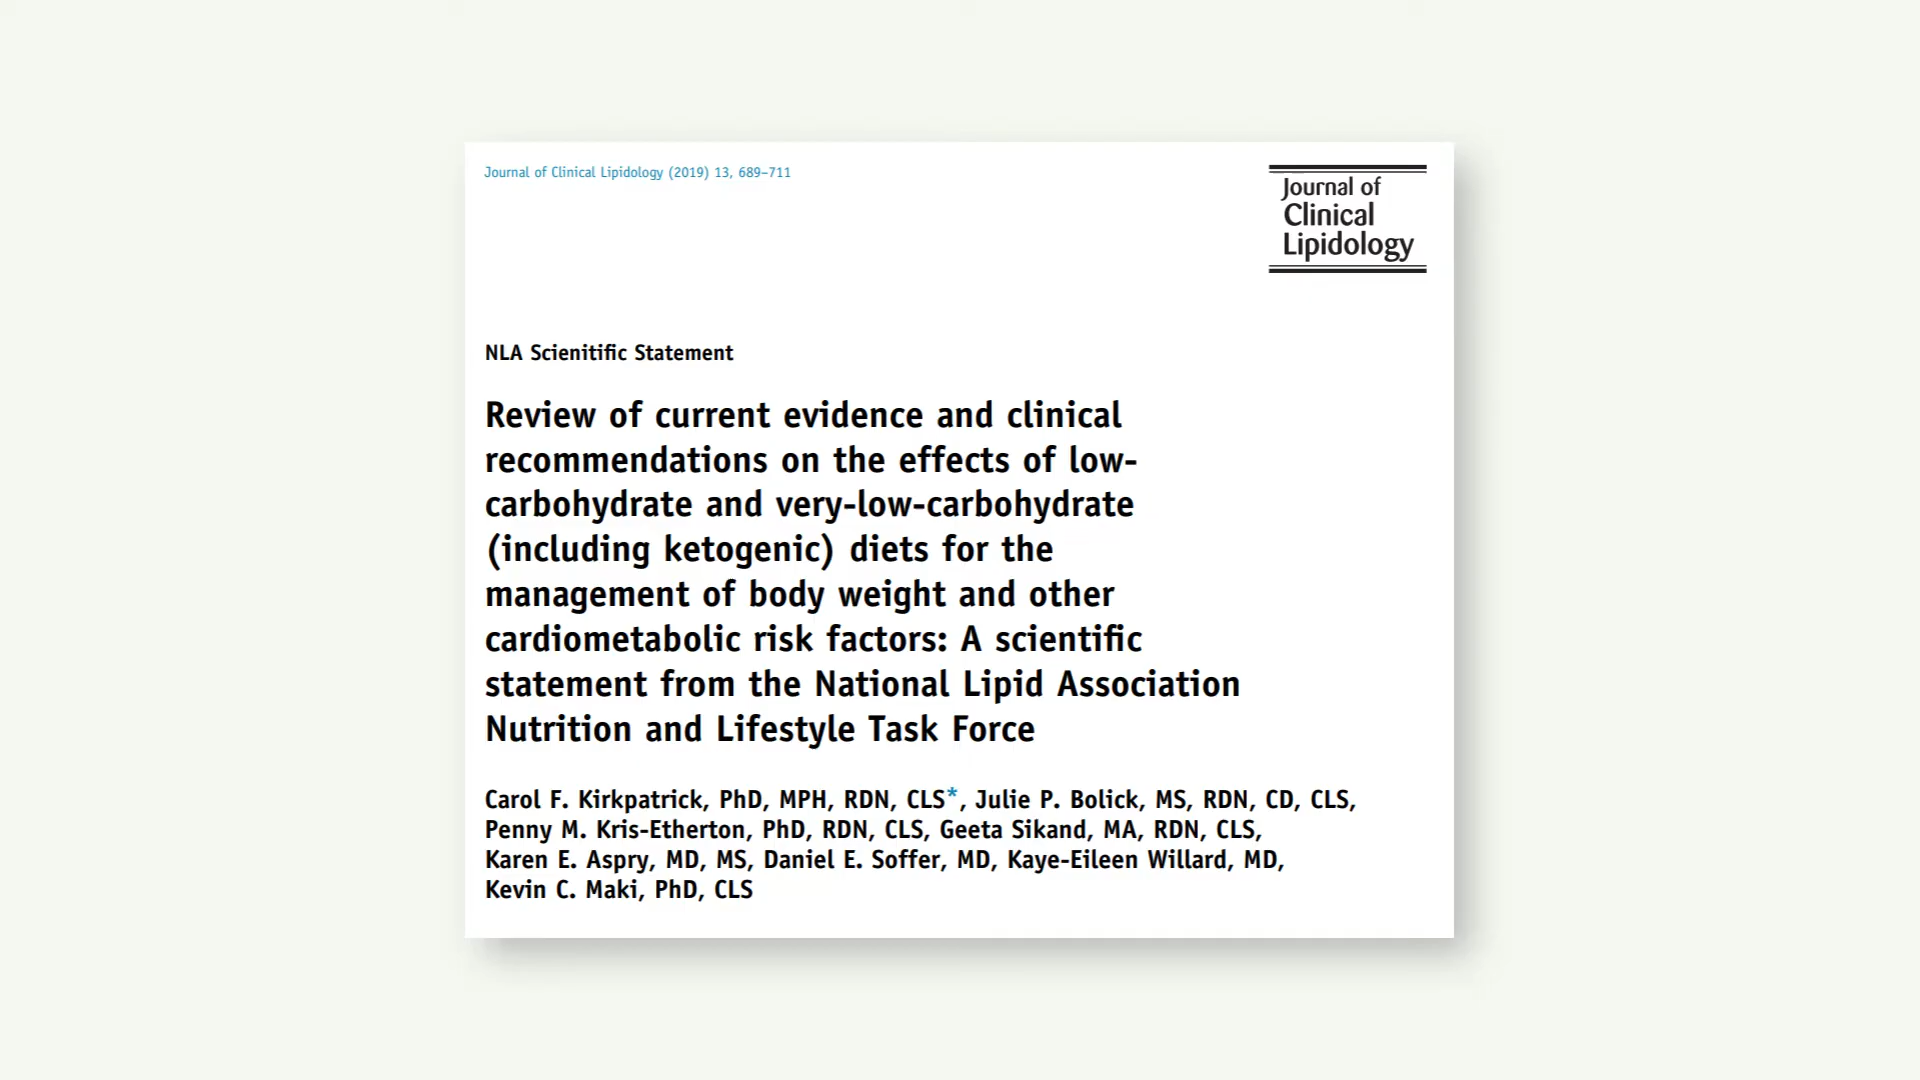 Journal of Clinical Lipidology (2019) 13, 689–711
Journal of
Clinical
Lipidology
NLA Scienitific Statement
Review of current evidence and clinical
recommendations on the effects of low-
carbohydrate and very-low-carbohydrate
(including ketogenic) diets for the
management of body weight and other
cardiometabolic risk factors: A scientific
statement from the National Lipid Association
Nutrition and Lifestyle Task Force
Carol F. Kirkpatrick, PhD, MPH, RDN, CLS*, Julie P. Bolick, MS, RDN, CD, CLS,
Penny M. Kris-Etherton, PhD, RDN, CLS, Geeta Sikand, MA, RDN, CLS,
Karen E. Aspry, MD, MS, Daniel E. Soffer, MD, Kaye-Eileen Willard, MD,
Kevin C. Maki, PhD, CLS